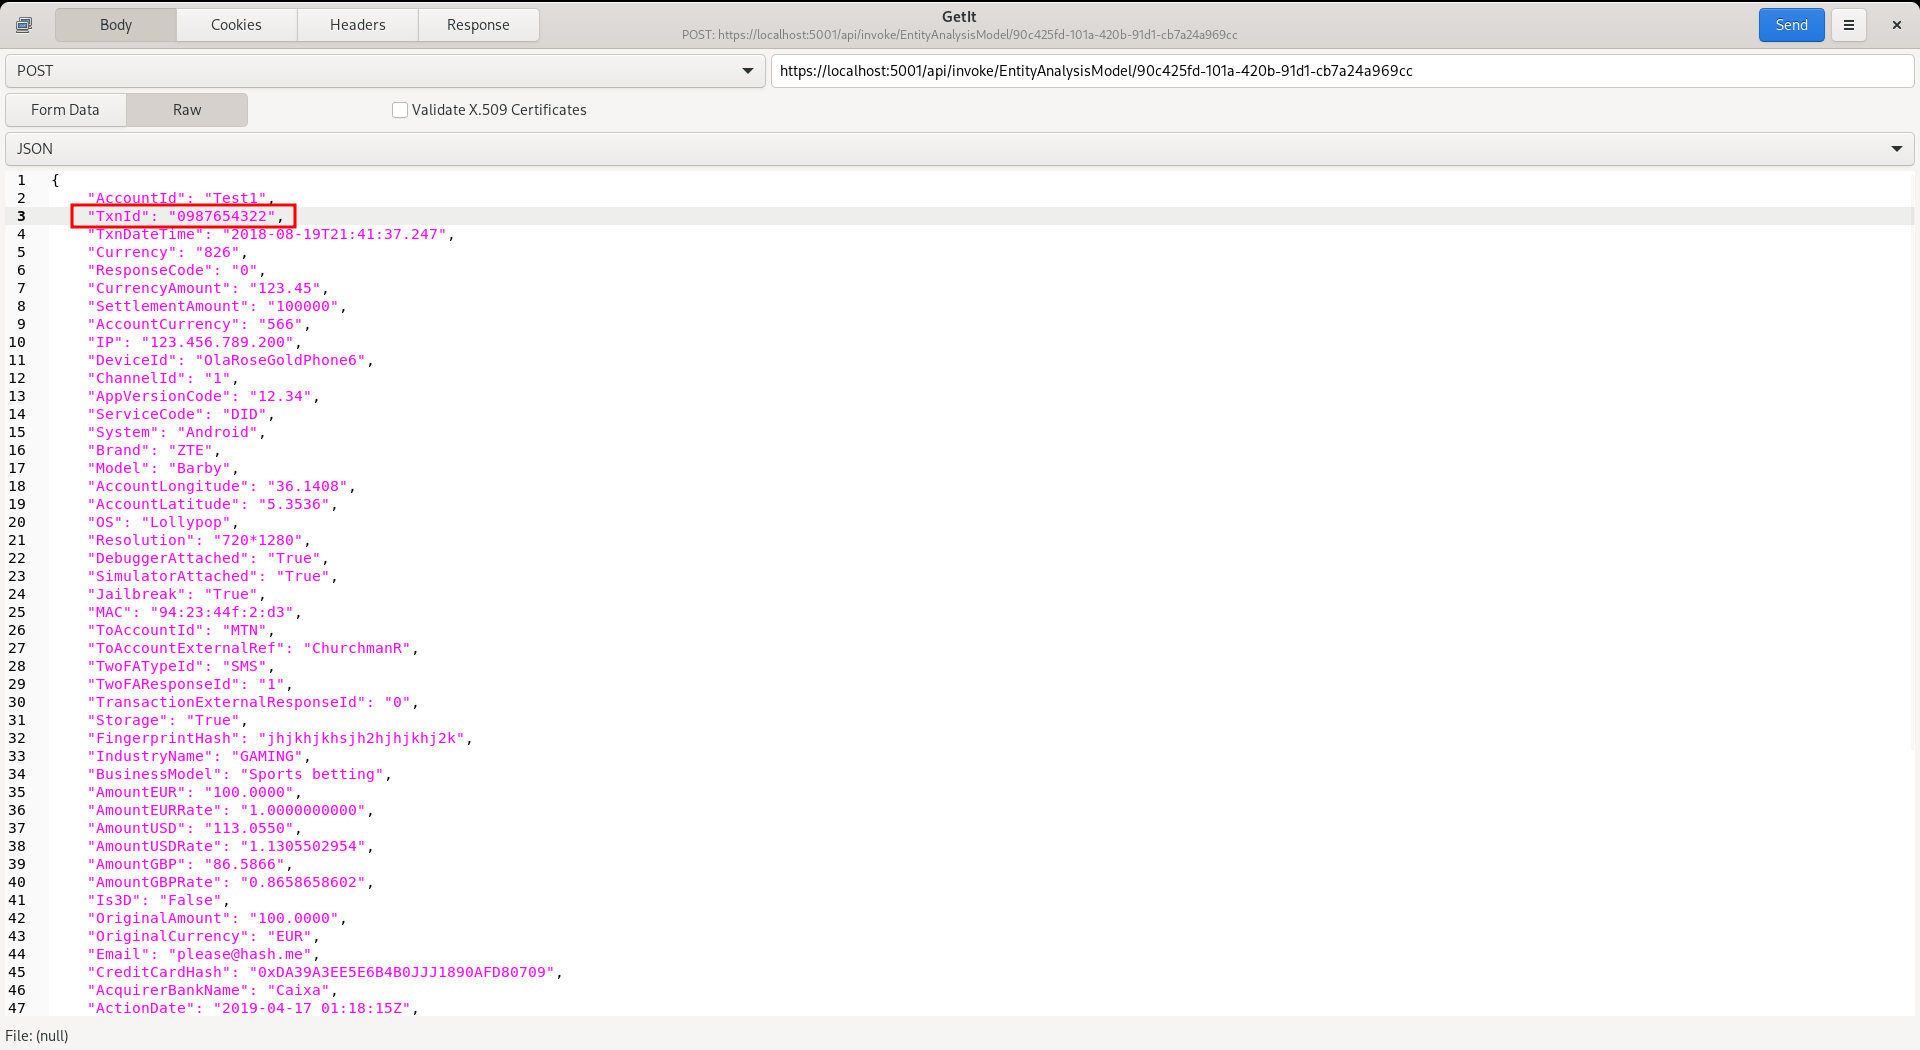 Body Cookies Headers Response
GetIt
POST: https://localhost:5001/api/invoke/EntityAnalysisModel/90c425fd-101a-420b-91d1-cb7a24a969cc
Send
POST
https://localhost:5001/api/invoke/EntityAnalysisModel/90c425fd-101a-420b-91d1-cb7a24a969cc
Form Data Raw Validate X.509 Certificates
JSON
1 {
2 "AccountId": "Test1",
3 "TxnId": "0987654322",
4 "TxnDateTime": "2018-08-19T21:41:37.247",
5 "Currency": "826",
6 "ResponseCode": "0",
7 "CurrencyAmount": "123.45",
8 "SettlementAmount": "100000",
9 "AccountCurrency": "566",
10 "IP": "123.456.789.200",
11 "DeviceId": "OlaRoseGoldPhone6",
12 "ChannelId": "1",
13 "AppVersionCode": "12.34",
14 "ServiceCode": "DID",
15 "System": "Android",
16 "Brand": "ZTE",
17 "Model": "Barby",
18 "AccountLongitude": "36.1408",
19 "AccountLatitude": "5.3536",
20 "OS": "Lollypop",
21 "Resolution": "720*1280",
22 "DebuggerAttached": "True",
23 "SimulatorAttached": "True",
24 "Jailbreak": "True",
25 "MAC": "94:23:44f:2:d3",
26 "ToAccountId": "MTN",
27 "ToAccountExternalRef": "ChurchmanR",
28 "TwoFATypeId": "SMS",
29 "TwoFAResponseId": "1",
30 "TransactionExternalResponseId": "0",
31 "Storage": "True",
32 "FingerprintHash": "jhjkhjkhsjh2hjhjkhj2k",
33 "IndustryName": "GAMING",
34 "BusinessModel": "Sports betting",
35 "AmountEUR": "100.0000",
36 "AmountEURRate": "1.0000000000",
37 "AmountUSD": "113.0550",
38 "AmountUSDRate": "1.1305502954",
39 "AmountGBP": "86.5866",
40 "AmountGBPRate": "0.8658658602",
41 "Is3D": "False",
42 "OriginalAmount": "100.0000",
43 "OriginalCurrency": "EUR",
44 "Email": "please@hash.me",
45 "CreditCardHash": "0xDA39A3EE5E6B4B0JJJ1890AFD80709",
46 "AcquirerBankName": "Caixa",
47 "ActionDate": "2019-04-17 01:18:15Z",
File: (null)